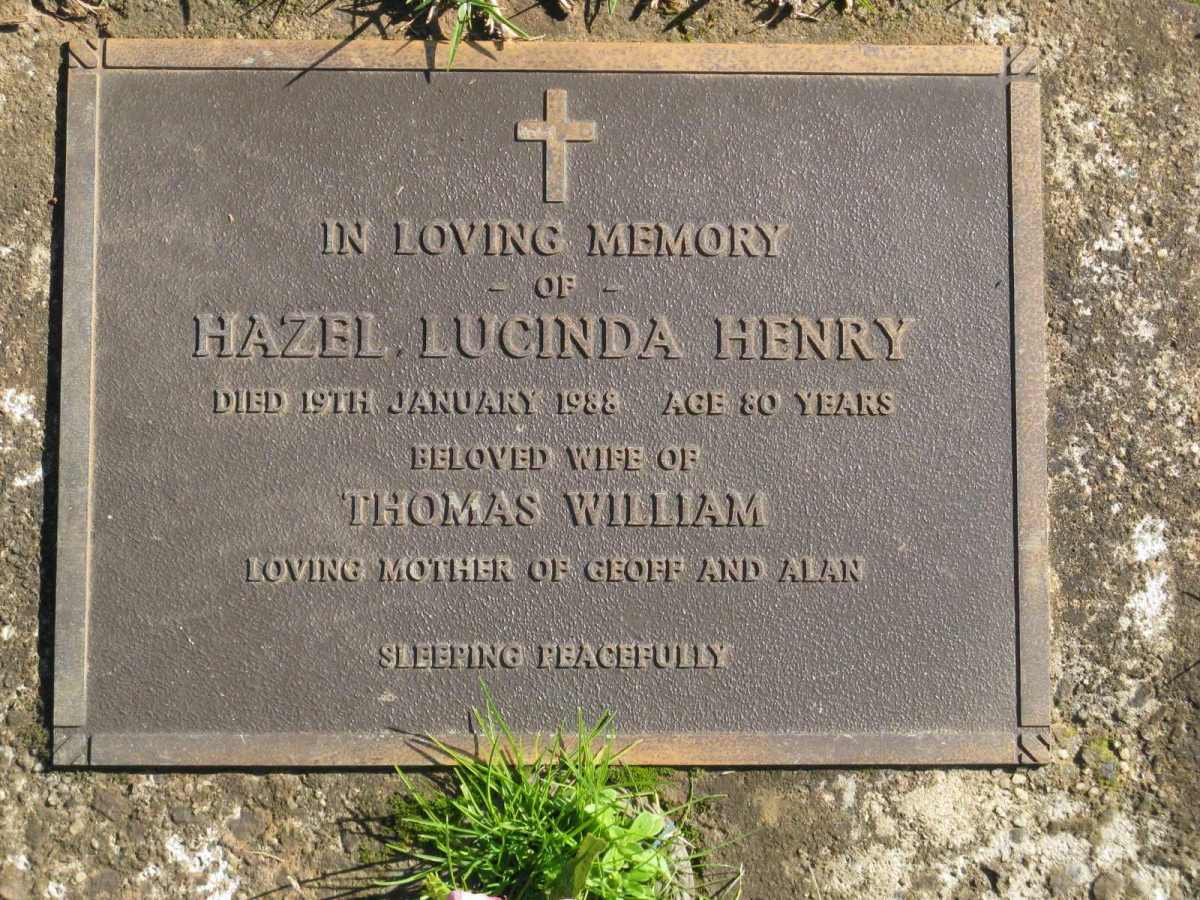 IN LOVING MEMORY
- OF -
HAZEL LUCINDA HENRY
DIED 19TH JANUARY 1988 AGE 80 YEARS
BELOVED WIFE OF
THOMAS WILLIAM
LOVING MOTHER OF GEOFF AND ALAN
SLEEPING PEACEFULLY